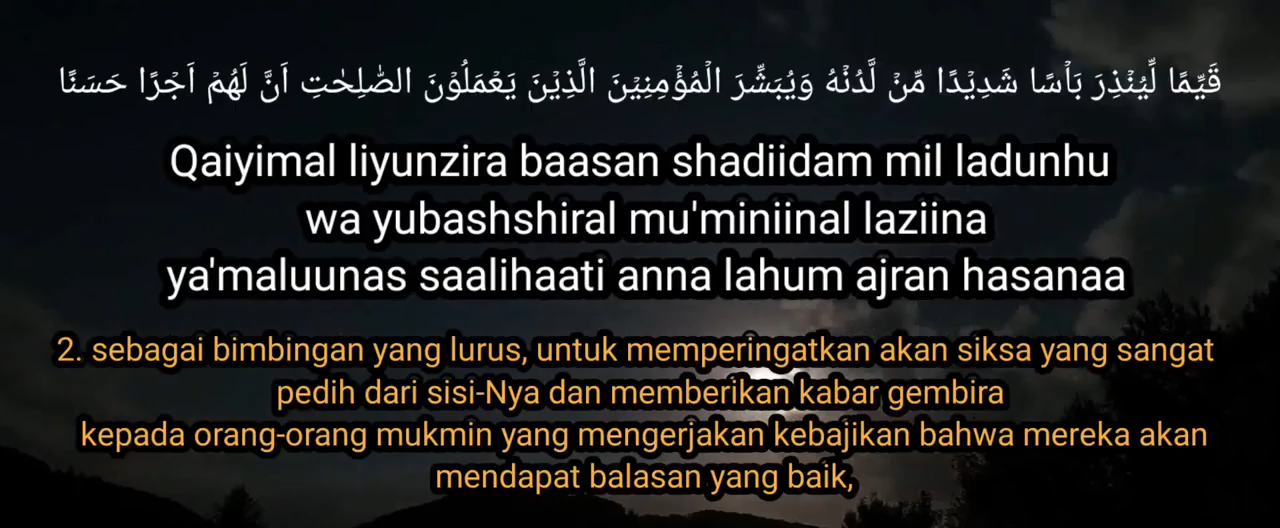 قَيِّمًا لِّيُنْذِرَ بَأْسًا شَدِيْدًا مِّنْ لَّدُنْهُ وَيُبَشِّرَ الْمُؤْمِنِيْنَ الَّذِيْنَ يَعْمَلُوْنَ الصّٰلِحٰتِ اَنَّ لَهُمْ اَجْرًا حَسَنًا
Qaiyimal liyunzira baasan shadiidam mil ladunhu
wa yubashshiral mu'miniinal laziina
ya'maluunas saalihaati anna lahum ajran hasanaa
2. sebagai bimbingan yang lurus, untuk memperingatkan akan siksa yang sangat
pedih dari sisi-Nya dan memberikan kabar gembira
kepada orang-orang mukmin yang mengerjakan kebajikan bahwa mereka akan
mendapat balasan yang baik,